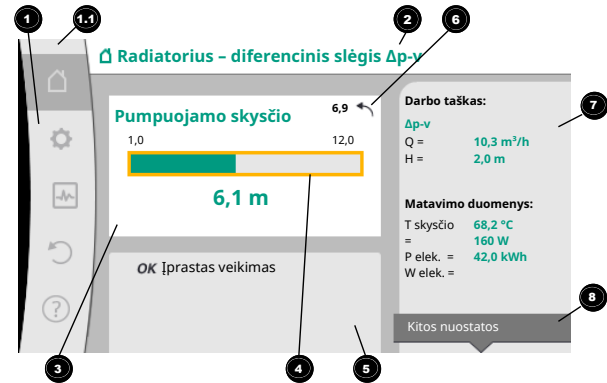 1
1.1
2
6
Radiatorius – diferencinis slėgis Δp-v
Pumpuojamo skysčio
6,9
1,0
12,0
6,1 m
OK Įprastas veikimas
Darbo taškas:
Δp-v
Q = 10,3 m³/h
H = 2,0 m
Matavimo duomenys:
T skysčio 68,2 °C
= 160 W
P elek. = 42,0 kWh
W elek. =
Kitos nuostatos
7
8
3
4
5